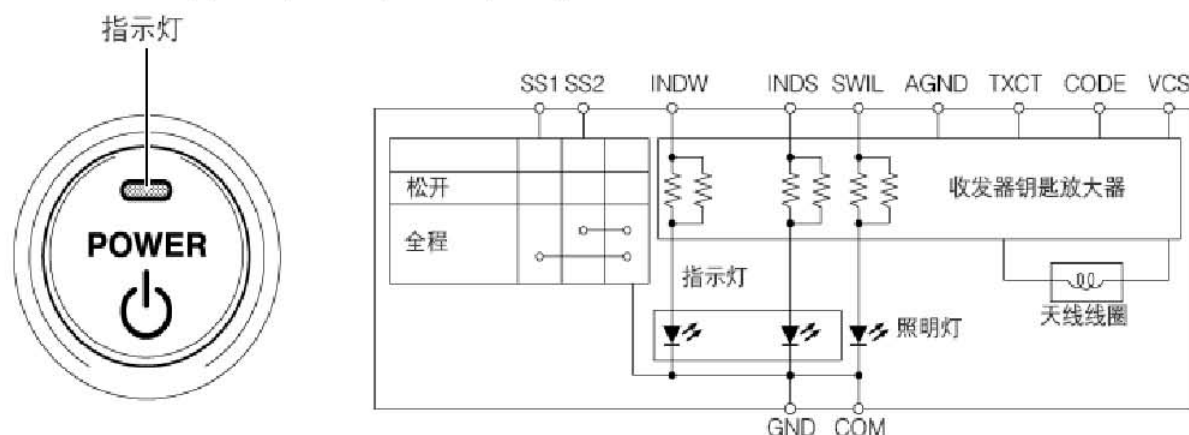 指示灯
POWER
SS1 SS2 INDW INDS SWIL AGND TXCT CODE VCS
松开
全程
收发器钥匙放大器
指示灯
天线线圈
照明灯
GND COM